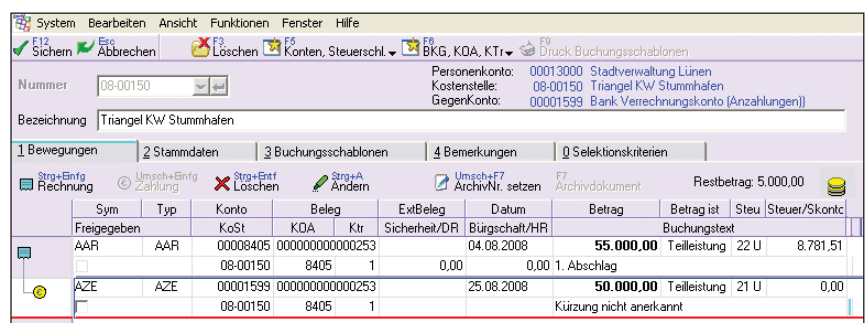 System Bearbeiten Ansicht Funktionen Fenster Hilfe
F12 Sichern Esc Abbrechen F3 Löschen F5 Konten, Steuerschl. F6 BKG, KOA, KTr F9 Druck Buchungsschablonen
Personenkonto: 00013000 Stadtverwaltung Lünen
Nummer 08-00150 Kostenstelle: 08-00150 Triangel KW Stummhafen
GegenKonto: 00001599 Bank Verrechnungskonto (Anzahlungen))
Bezeichnung Triangel KW Stummhafen
1 Bewegungen 2 Stammdaten 3 Buchungsschablonen 4 Bemerkungen 0 Selektionskriterien
Strg+Einfg Rechnung Umsch+Einfg Zahlung Strg+Entf Löschen Strg+A Ändern Umsch+F7 ArchivNr. setzen F7 Archivdokument Restbetrag: 5.000,00
Sym Typ Konto Beleg ExtBeleg Datum Betrag Betrag ist Steu Steuer/Skontc
Freigegeben KoSt KOA Ktr Sicherheit/DR Bürgschaft/HR Buchungstext
AAR AAR 00008405 000000000000253 04.08.2008 55.000,00 Teilleistung 22 U 8.781,51
08-00150 8405 1 0,00 0,00 1. Abschlag
AZE AZE 00001599 000000000000253 25.08.2008 50.000,00 Teilleistung 21 U 0,00
08-00150 8405 1 Kürzung nicht anerkannt